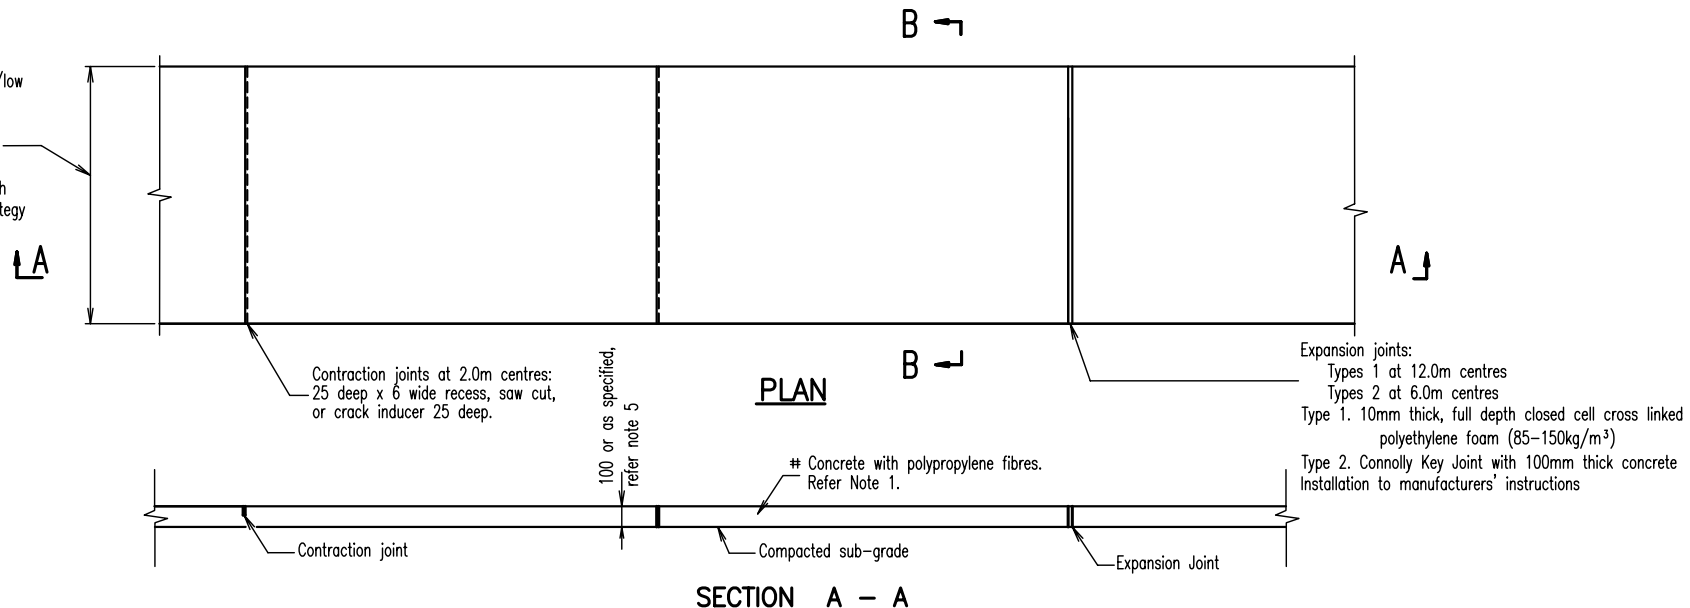 B
A
A
Contraction joints at 2.0m centres:
25 deep x 6 wide recess, saw cut,
or crack inducer 25 deep.
100 or as specified,
refer note 5
B
PLAN
Expansion joints:
Types 1 at 12.0m centres
Types 2 at 6.0m centres
Type 1. 10mm thick, full depth closed cell cross linked
polyethylene foam (85-150kg/m³)
Type 2. Connolly Key Joint with 100mm thick concrete
Installation to manufacturers' instructions
# Concrete with polypropylene fibres.
Refer Note 1.
Contraction joint
Compacted sub-grade
Expansion Joint
SECTION A - A